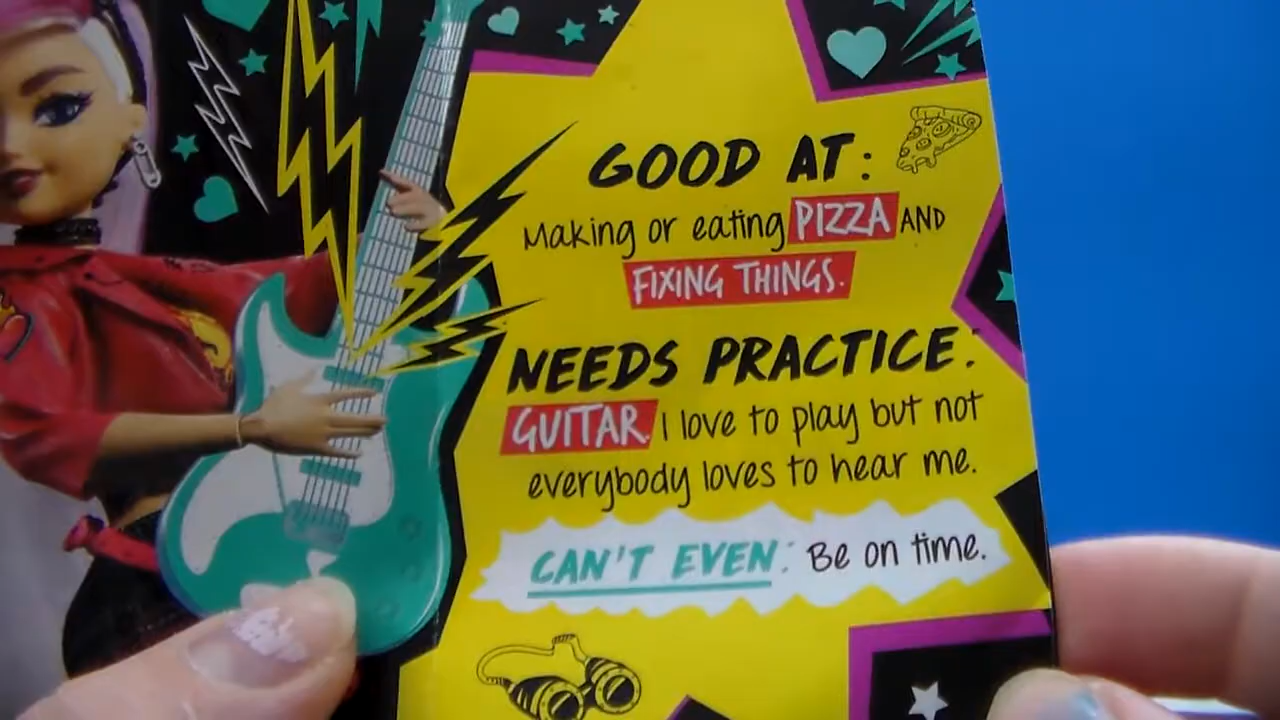 GOOD AT:
Making or eating PIZZA AND
FIXING THINGS.
NEEDS PRACTICE:
GUITAR. I love to play but not
everybody loves to hear me.
CAN'T EVEN: Be on time.